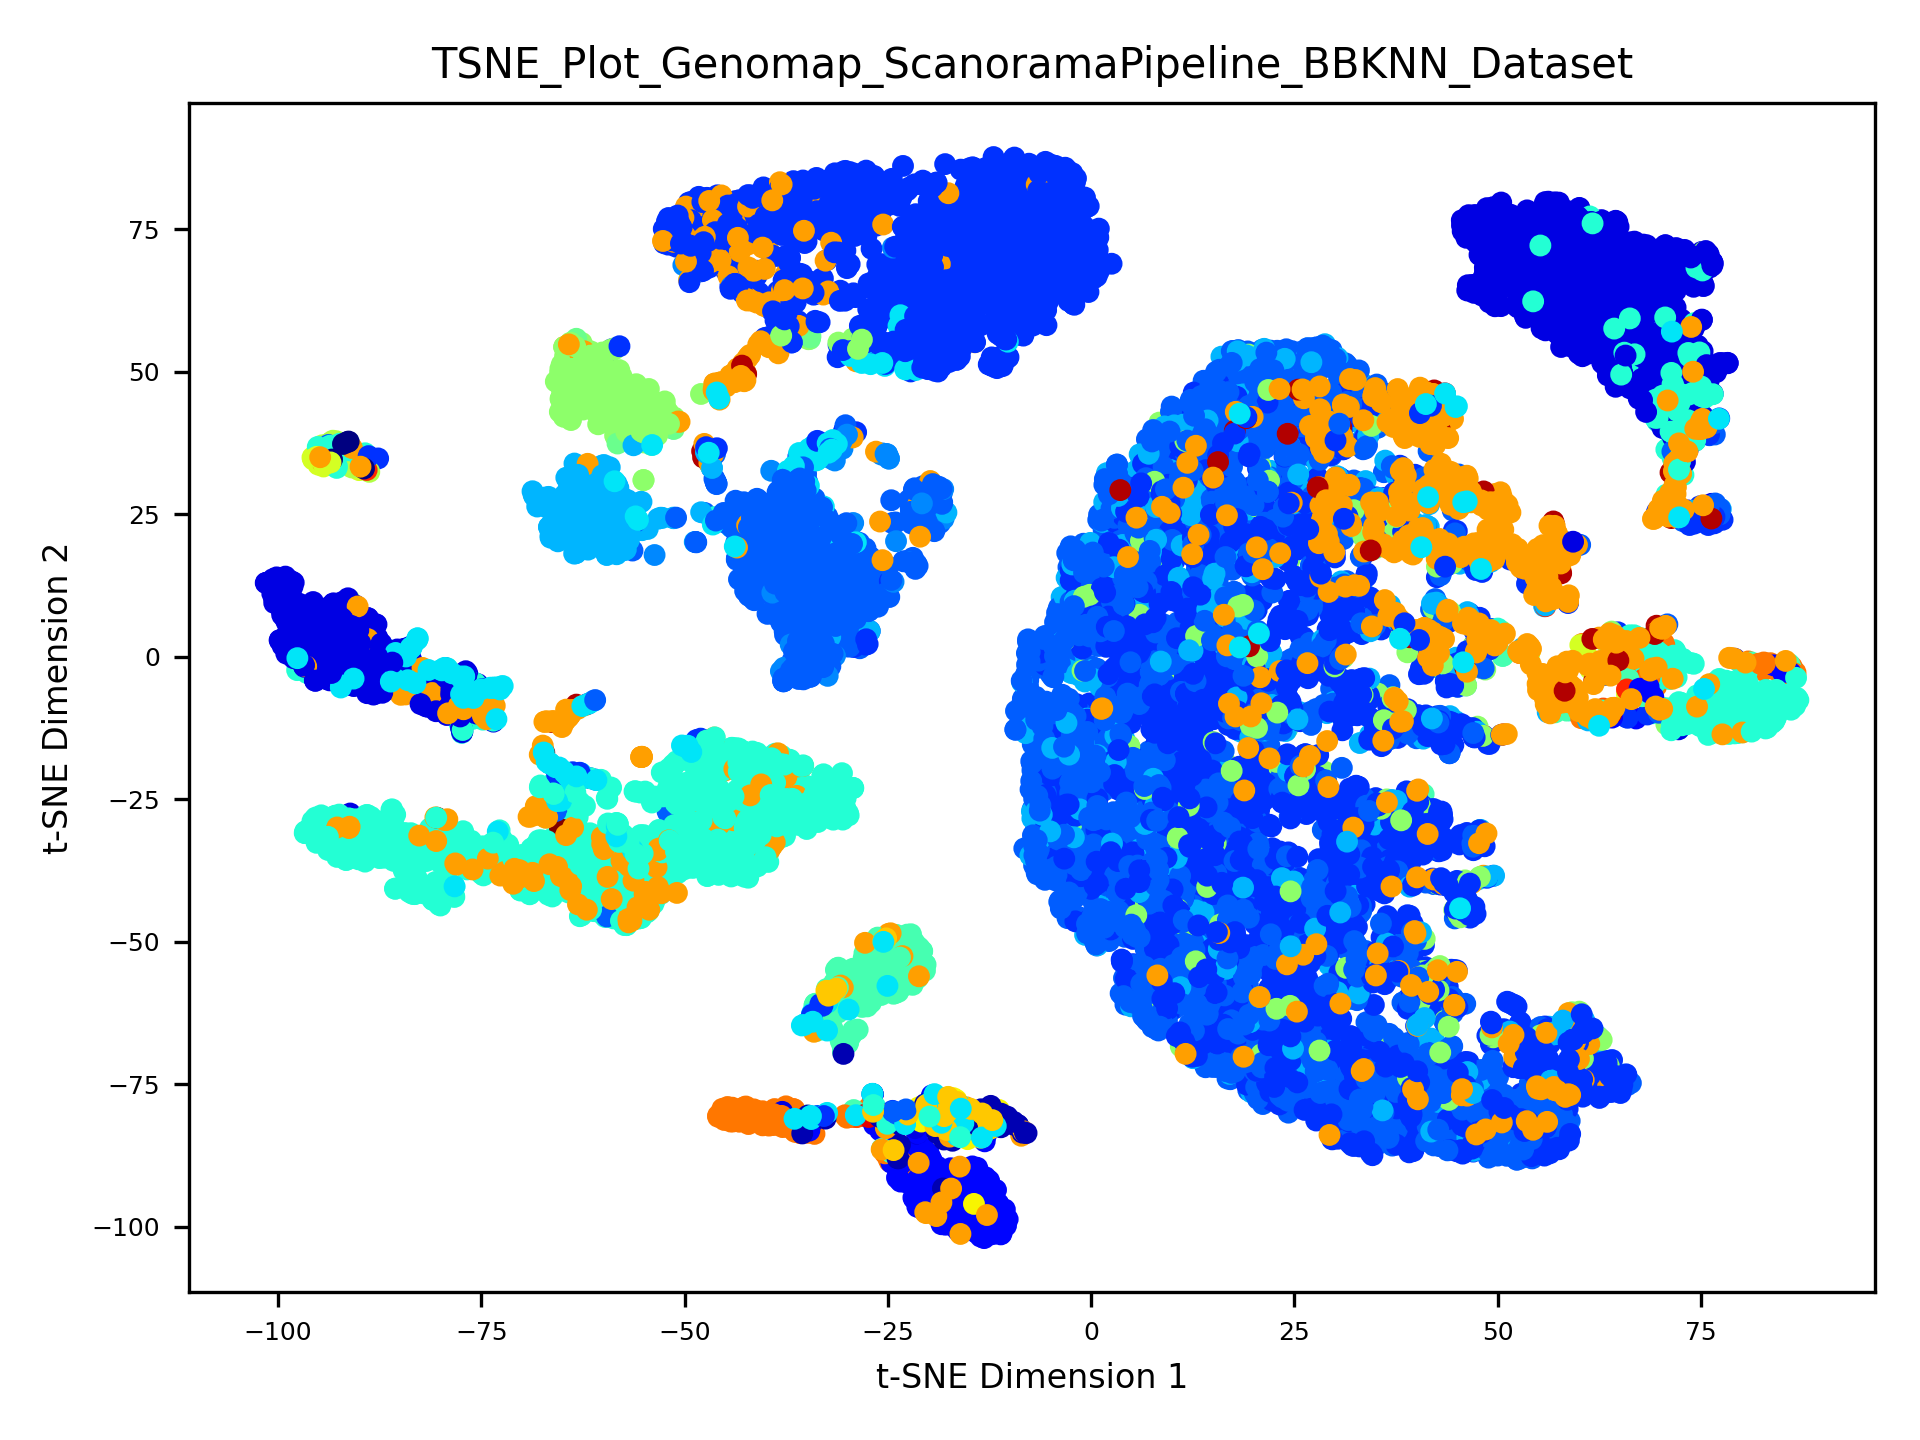 TSNE_Plot_Genomap_ScanoramaPipeline_BBKNN_Dataset
75
50
25
0
−25
−50
−75
−100
t-SNE Dimension 2
−100 −75 −50 −25 0 25 50 75
t-SNE Dimension 1